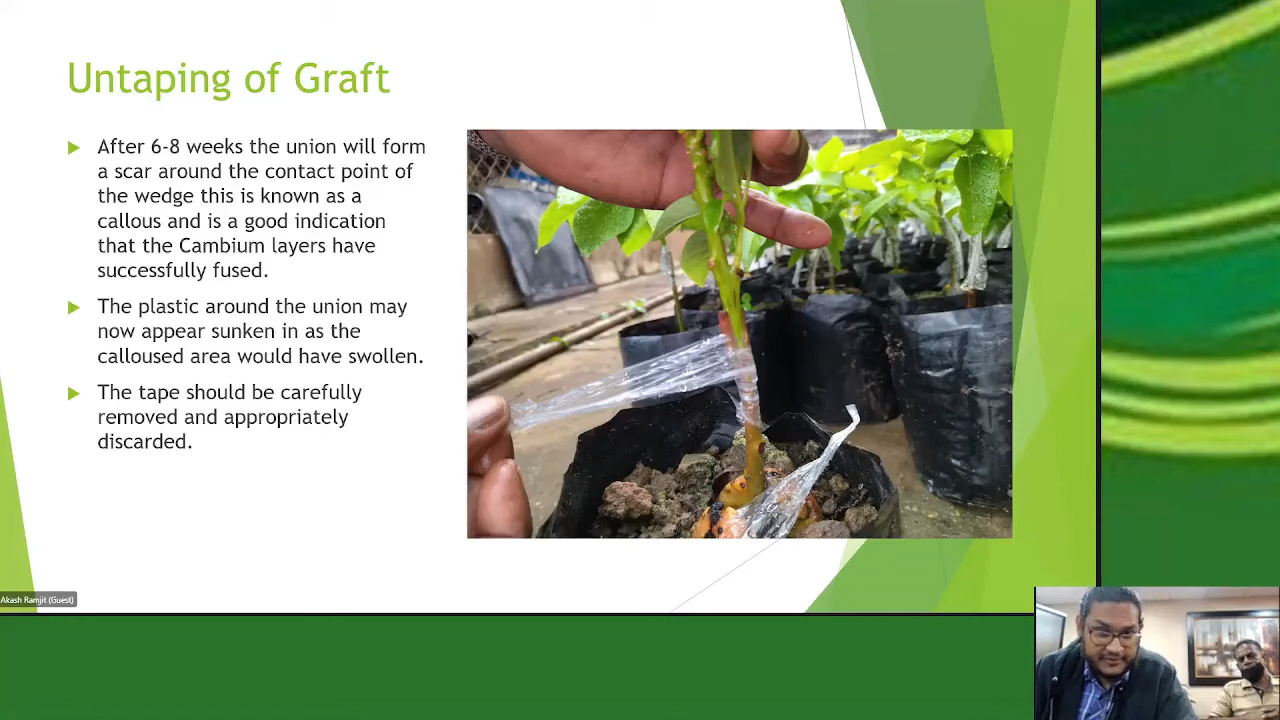 Untaping of Graft
After 6-8 weeks the union will form
a scar around the contact point of
the wedge this is known as a
callous and is a good indication
that the Cambium layers have
successfully fused.
The plastic around the union may
now appear sunken in as the
calloused area would have swollen.
The tape should be carefully
removed and appropriately
discarded.
Akash Ramjit (Guest)